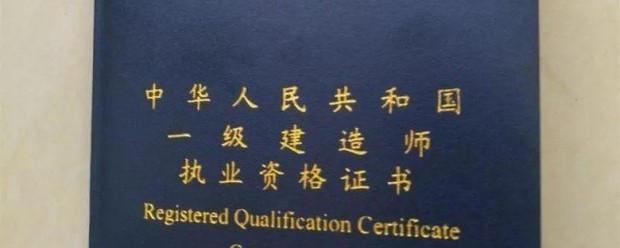 中华人民共和国
一级建造师
执业资格证书
Registered Qualification Certificate